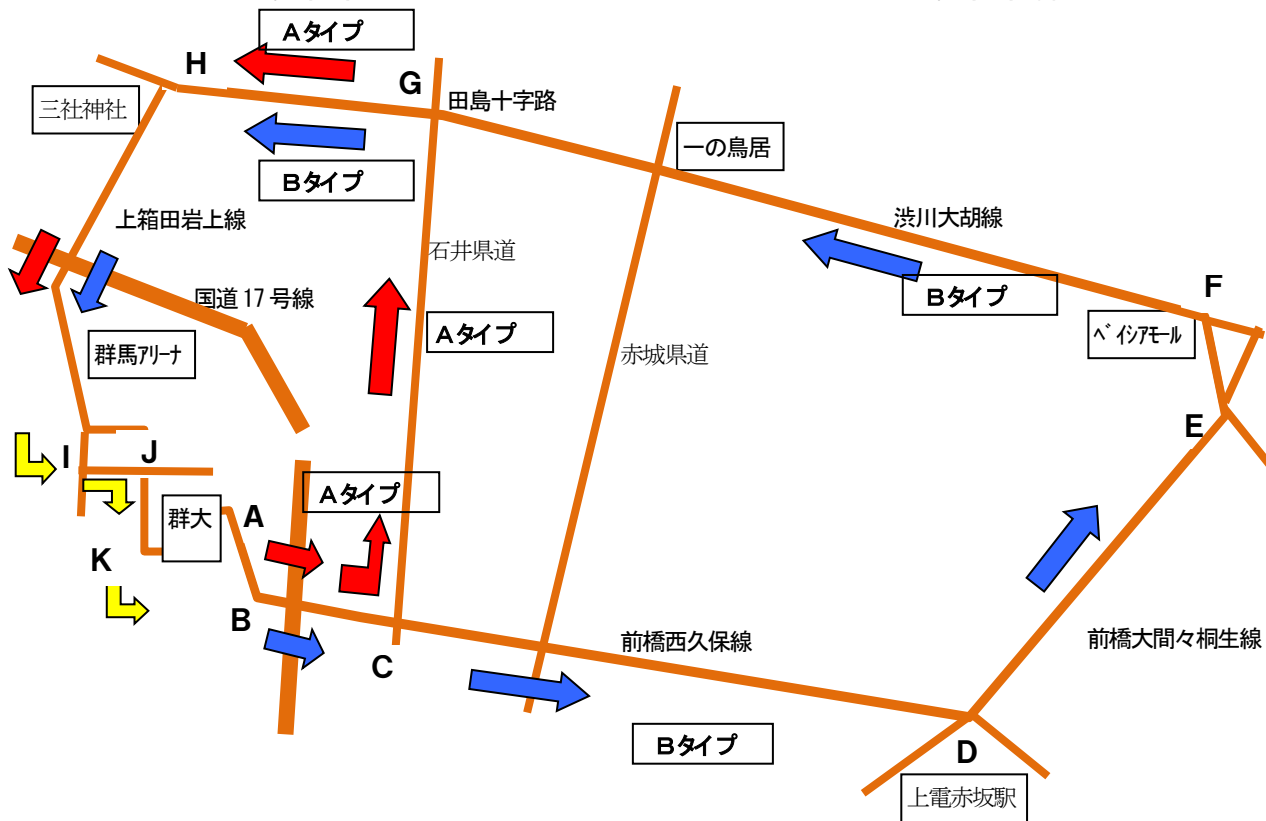 Aタイプ
H
G
田島十字路
三社神社
一の鳥居
Bタイプ
上箱田岩上線
渋川大胡線
石井県道
国道17号線
Bタイプ
F
Aタイプ
ベイシアモール
群馬アリーナ
赤城県道
E
I
J
Aタイプ
群大
A
K
B
前橋西久保線
前橋大間々桐生線
C
Bタイプ
D
上電赤坂駅